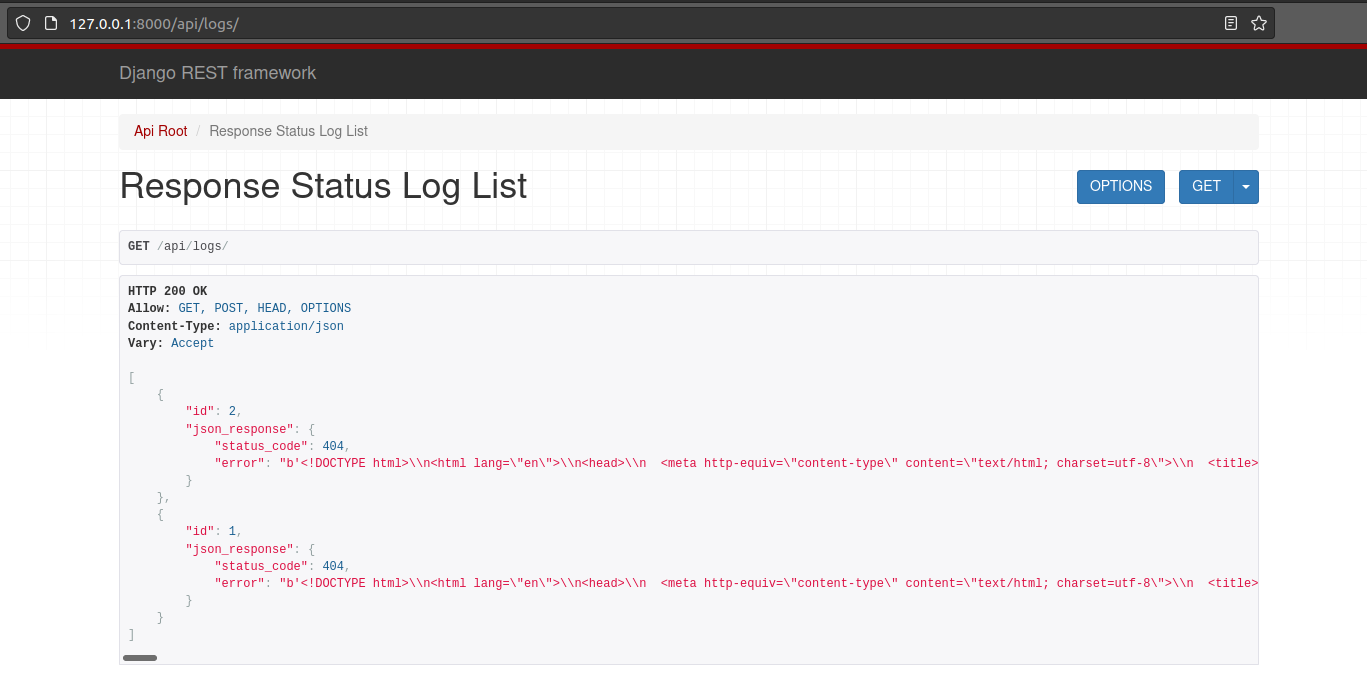 127.0.0.1:8000/api/logs/
Django REST framework
Api Root / Response Status Log List
Response Status Log List
OPTIONS
GET
GET /api/logs/
HTTP 200 OK
Allow: GET, POST, HEAD, OPTIONS
Content-Type: application/json
Vary: Accept
[
    {
        "id": 2,
        "json_response": {
            "status_code": 404,
            "error": "b'<!DOCTYPE html>\\n<html lang=\"en\">\\n<head>\\n  <meta http-equiv=\"content-type\" content=\"text/html; charset=utf-8\">\\n  <title>
        }
    },
    {
        "id": 1,
        "json_response": {
            "status_code": 404,
            "error": "b'<!DOCTYPE html>\\n<html lang=\"en\">\\n<head>\\n  <meta http-equiv=\"content-type\" content=\"text/html; charset=utf-8\">\\n  <title>
        }
    }
]